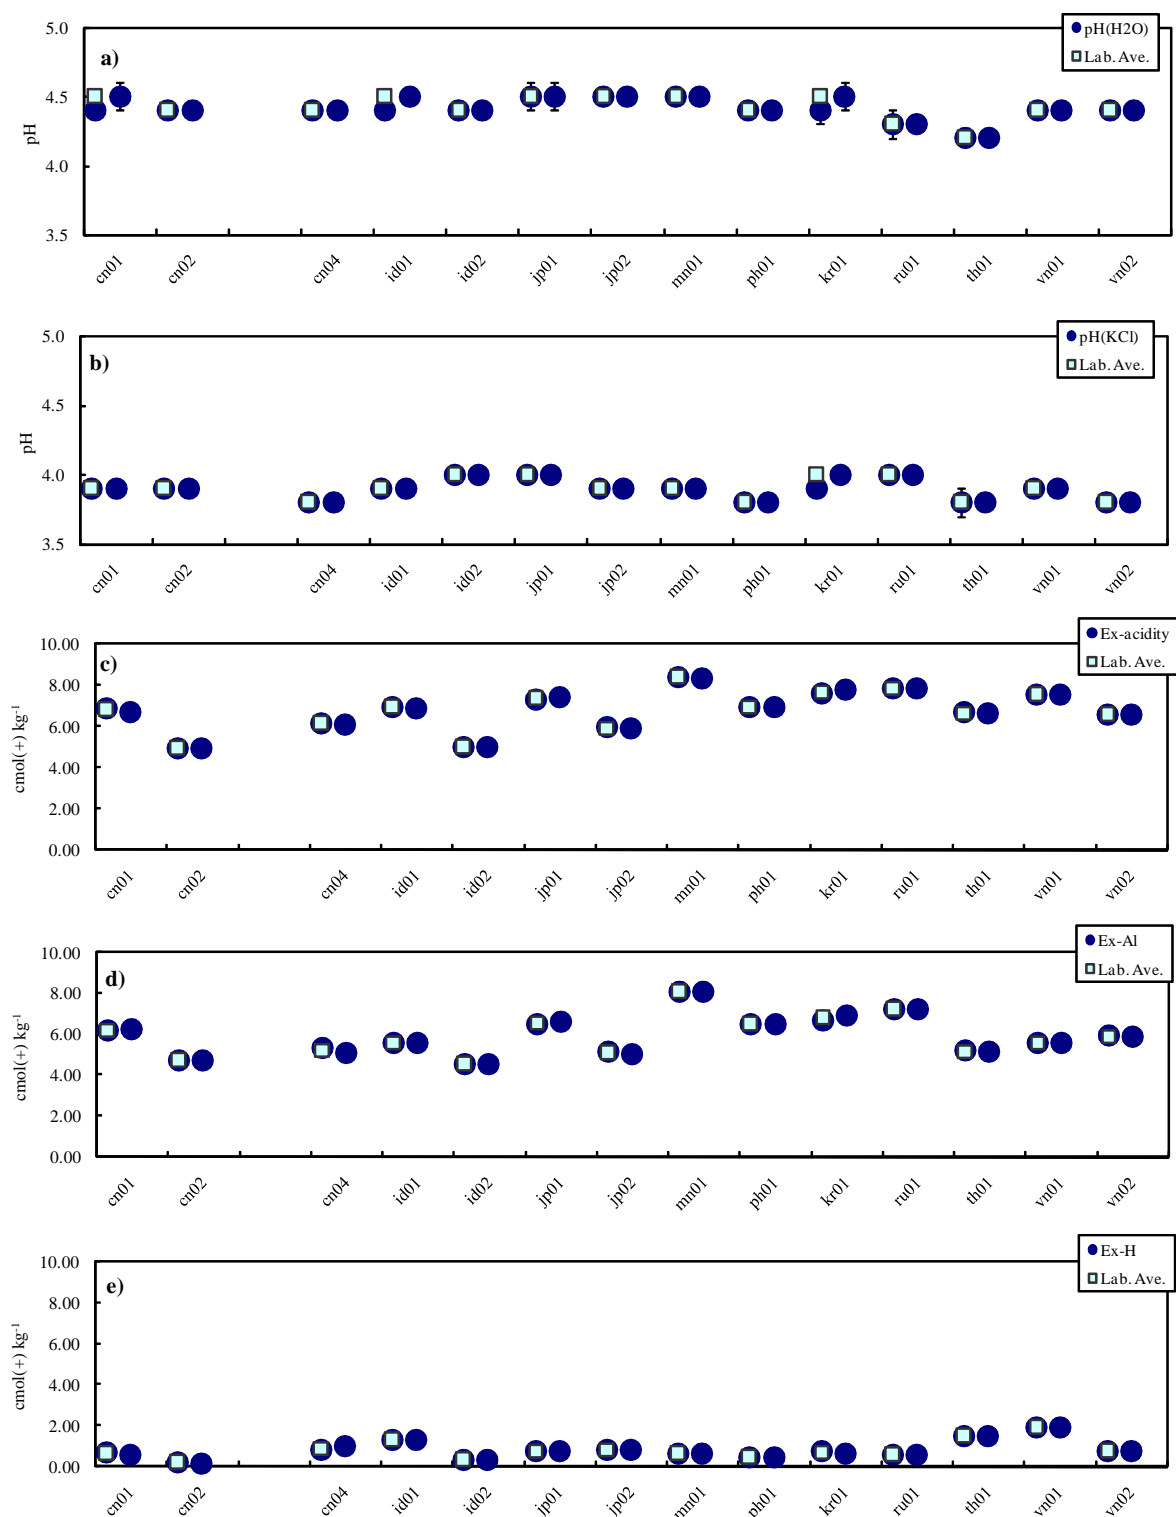 5.0
4.5
4.0
3.5
pH
a)
pH(H2O)
Lab. Ave.
cn01 cn02 cn04 id01 id02 jp01 jp02 mn01 ph01 kr01 ru01 th01 vn01 vn02
5.0
4.5
4.0
3.5
pH
b)
pH(KCl)
Lab. Ave.
cn01 cn02 cn04 id01 id02 jp01 jp02 mn01 ph01 kr01 ru01 th01 vn01 vn02
10.00
8.00
6.00
4.00
2.00
0.00
cmol(+) kg-1
c)
Ex-acidity
Lab. Ave.
cn01 cn02 cn04 id01 id02 jp01 jp02 mn01 ph01 kr01 ru01 th01 vn01 vn02
10.00
8.00
6.00
4.00
2.00
0.00
cmol(+) kg-1
d)
Ex-Al
Lab. Ave.
cn01 cn02 cn04 id01 id02 jp01 jp02 mn01 ph01 kr01 ru01 th01 vn01 vn02
10.00
8.00
6.00
4.00
2.00
0.00
cmol(+) kg-1
e)
Ex-H
Lab. Ave.
cn01 cn02 cn04 id01 id02 jp01 jp02 mn01 ph01 kr01 ru01 th01 vn01 vn02